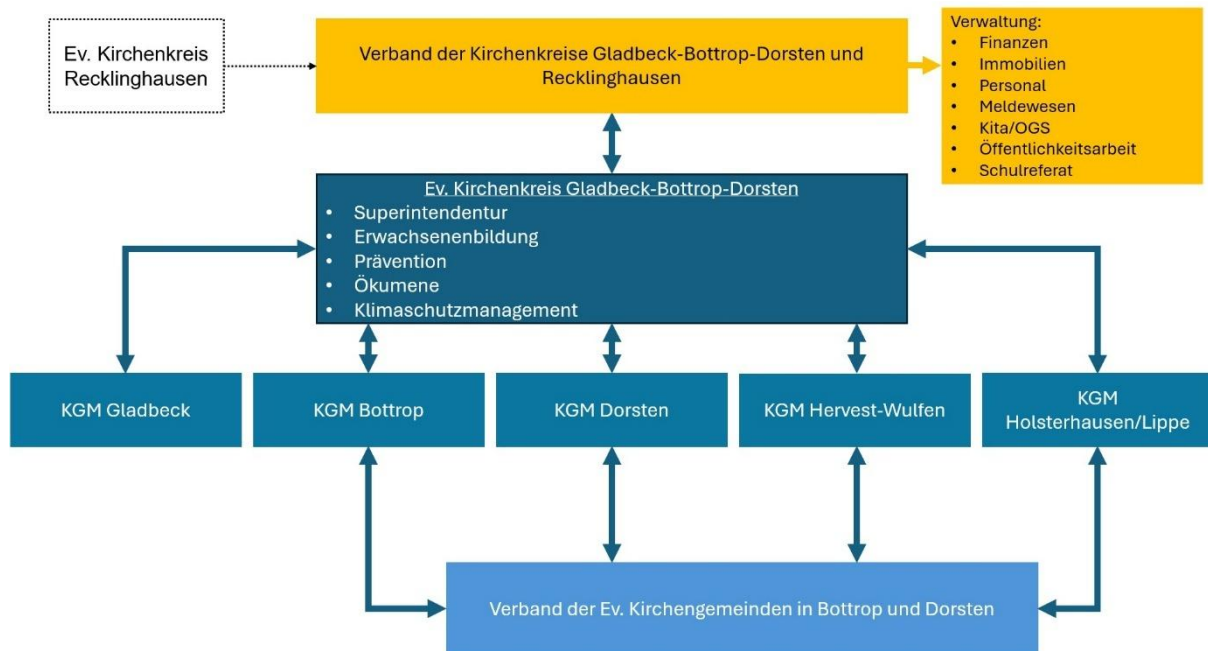 Ev. Kirchenkreis
Recklinghausen
Verband der Kirchenkreise Gladbeck-Bottrop-Dorsten und
Recklinghausen
Verwaltung:
• Finanzen
• Immobilien
• Personal
• Meldewesen
• Kita/OGS
• Öffentlichkeitsarbeit
• Schulreferat
Ev. Kirchenkreis Gladbeck-Bottrop-Dorsten
• Superintendentur
• Erwachsenenbildung
• Prävention
• Ökumene
• Klimaschutzmanagement
KGM Gladbeck
KGM Bottrop
KGM Dorsten
KGM Hervest-Wulfen
KGM
Holsterhausen/Lippe
Verband der Ev. Kirchengemeinden in Bottrop und Dorsten